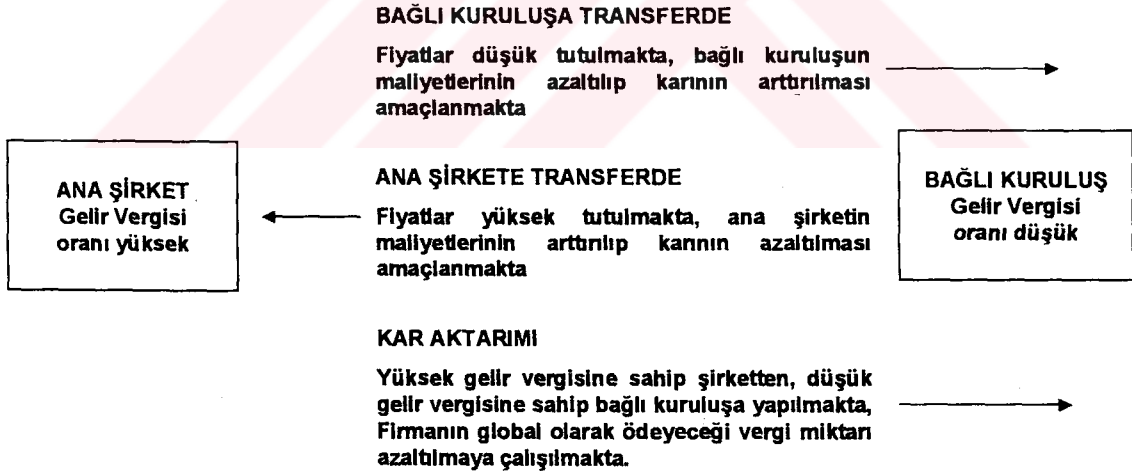 BAĞLI KURULUŞA TRANSFERDE
Fiyatlar düşük tutulmakta, bağlı kuruluşun
maliyetlerinin azaltılıp karının arttırılması
amaçlanmakta
ANA ŞİRKET
Gelir Vergisi
oranı yüksek
ANA ŞİRKETE TRANSFERDE
Fiyatlar yüksek tutulmakta, ana şirketin
maliyetlerinin arttırılıp karının azaltılması
amaçlanmakta
BAĞLI KURULUŞ
Gelir Vergisi
oranı düşük
KAR AKTARIMI
Yüksek gelir vergisine sahip şirketten, düşük
gelir vergisine sahip bağlı kuruluşa yapılmakta,
Firmanın global olarak ödeyeceği vergi miktarı
azaltılmaya çalışılmakta.